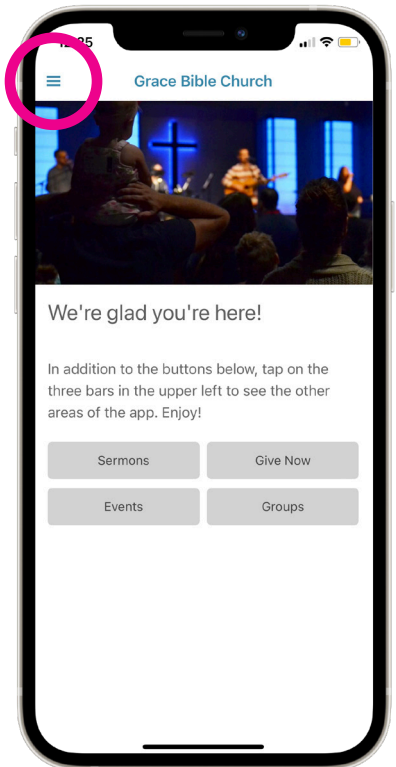 Grace Bible Church
We're glad you're here!
In addition to the buttons below, tap on the
three bars in the upper left to see the other
areas of the app. Enjoy!
Sermons Give Now
Events Groups